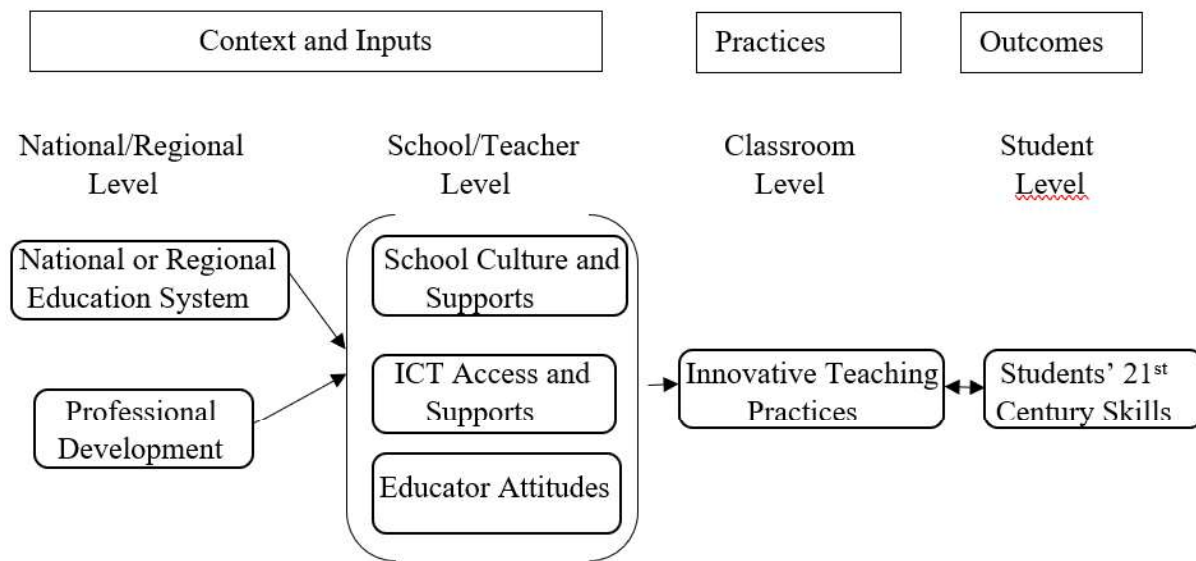 Context and Inputs
Practices
Outcomes
National/Regional
Level
School/Teacher
Level
Classroom
Level
Student
Level
National or Regional
Education System
Professional
Development
School Culture and
Supports
ICT Access and
Supports
Educator Attitudes
Innovative Teaching
Practices
Students’ 21st
Century Skills